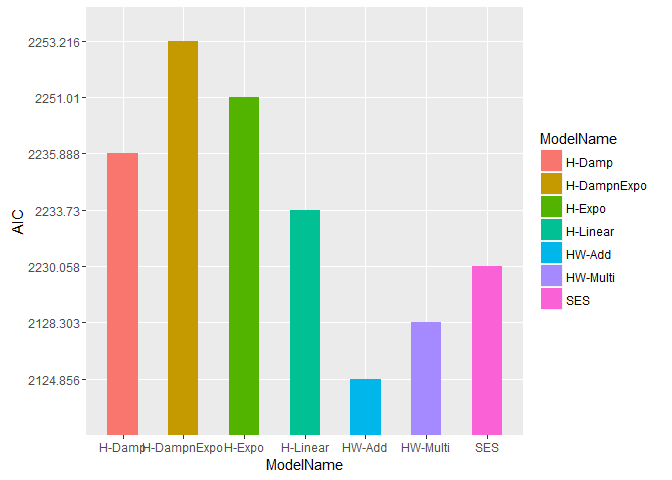 2253.216
2251.01
2235.888
2233.73
2230.058
2128.303
2124.856
AIC
H-Damp H-DampnExpo H-Expo H-Linear HW-Add HW-Multi SES
ModelName
ModelName
H-Damp
H-DampnExpo
H-Expo
H-Linear
HW-Add
HW-Multi
SES